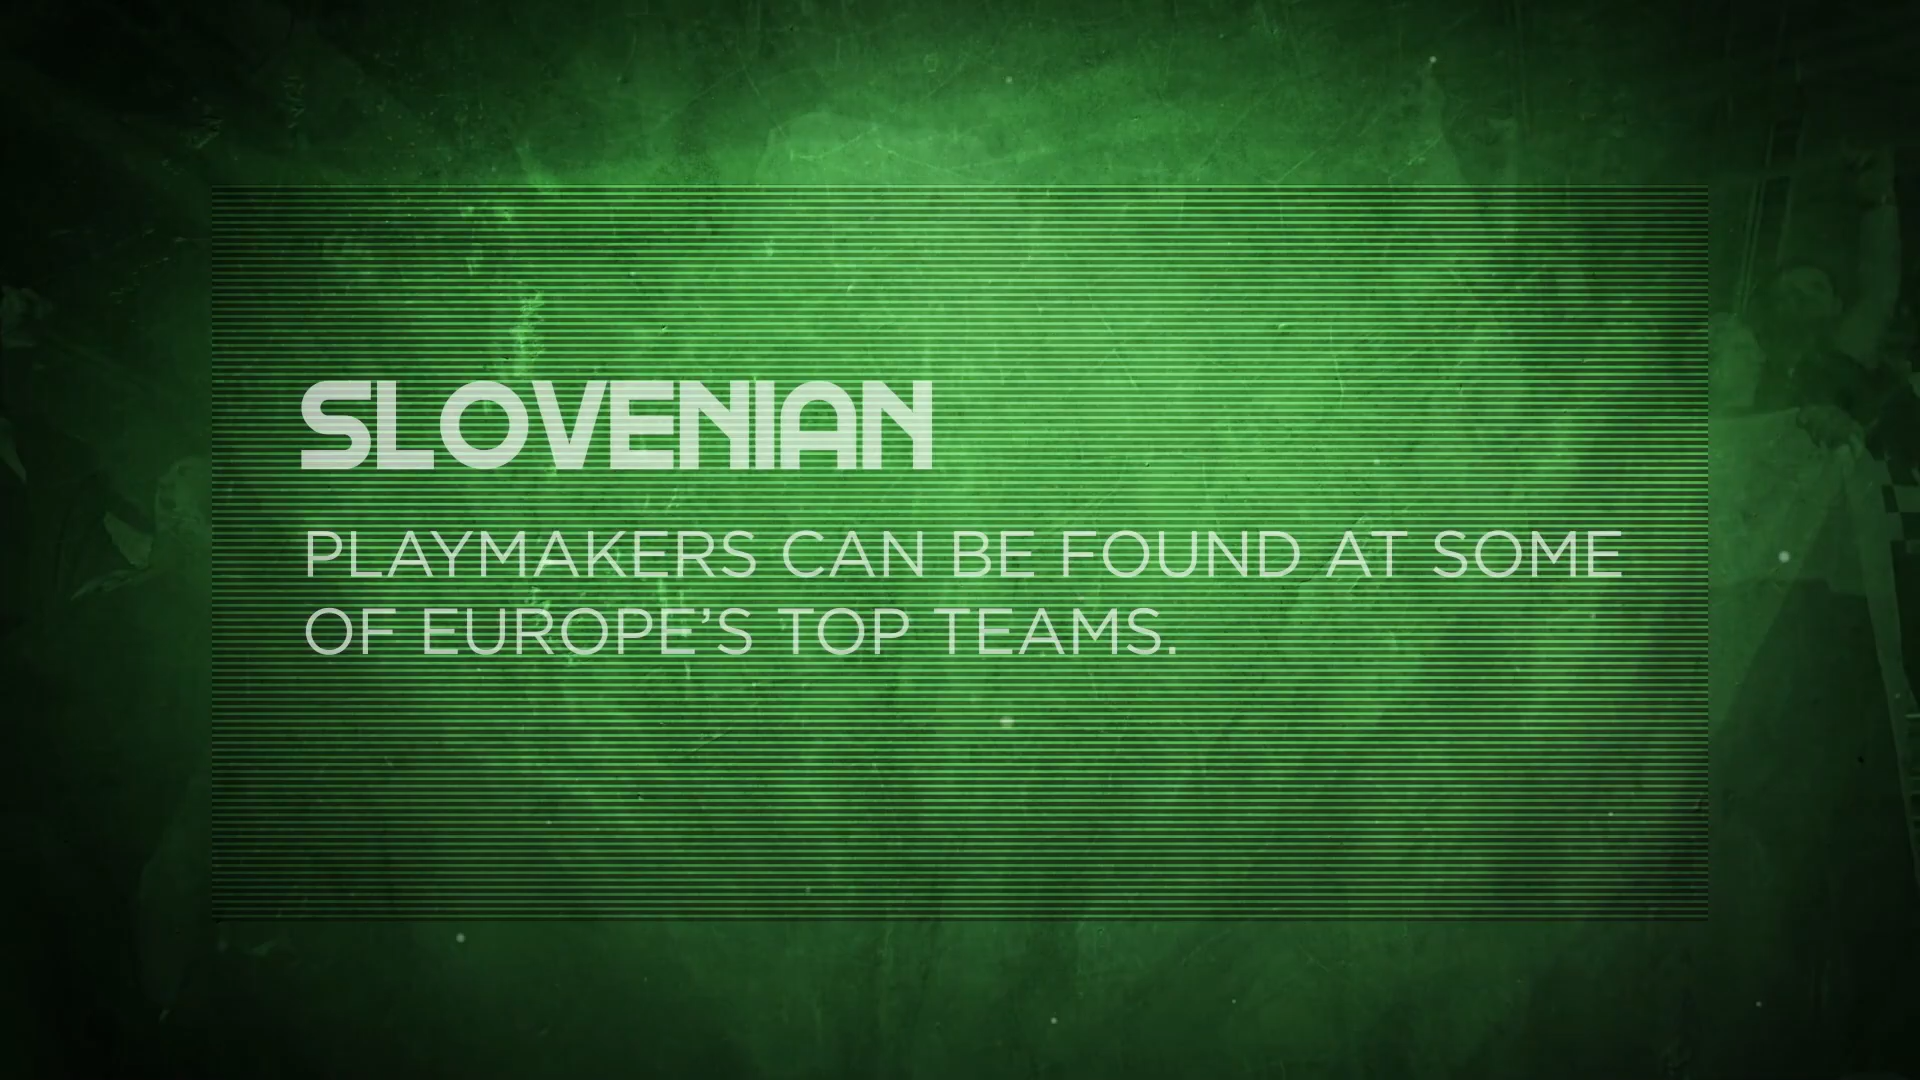 SLOVENIAN
PLAYMAKERS CAN BE FOUND AT SOME
OF EUROPE’S TOP TEAMS.